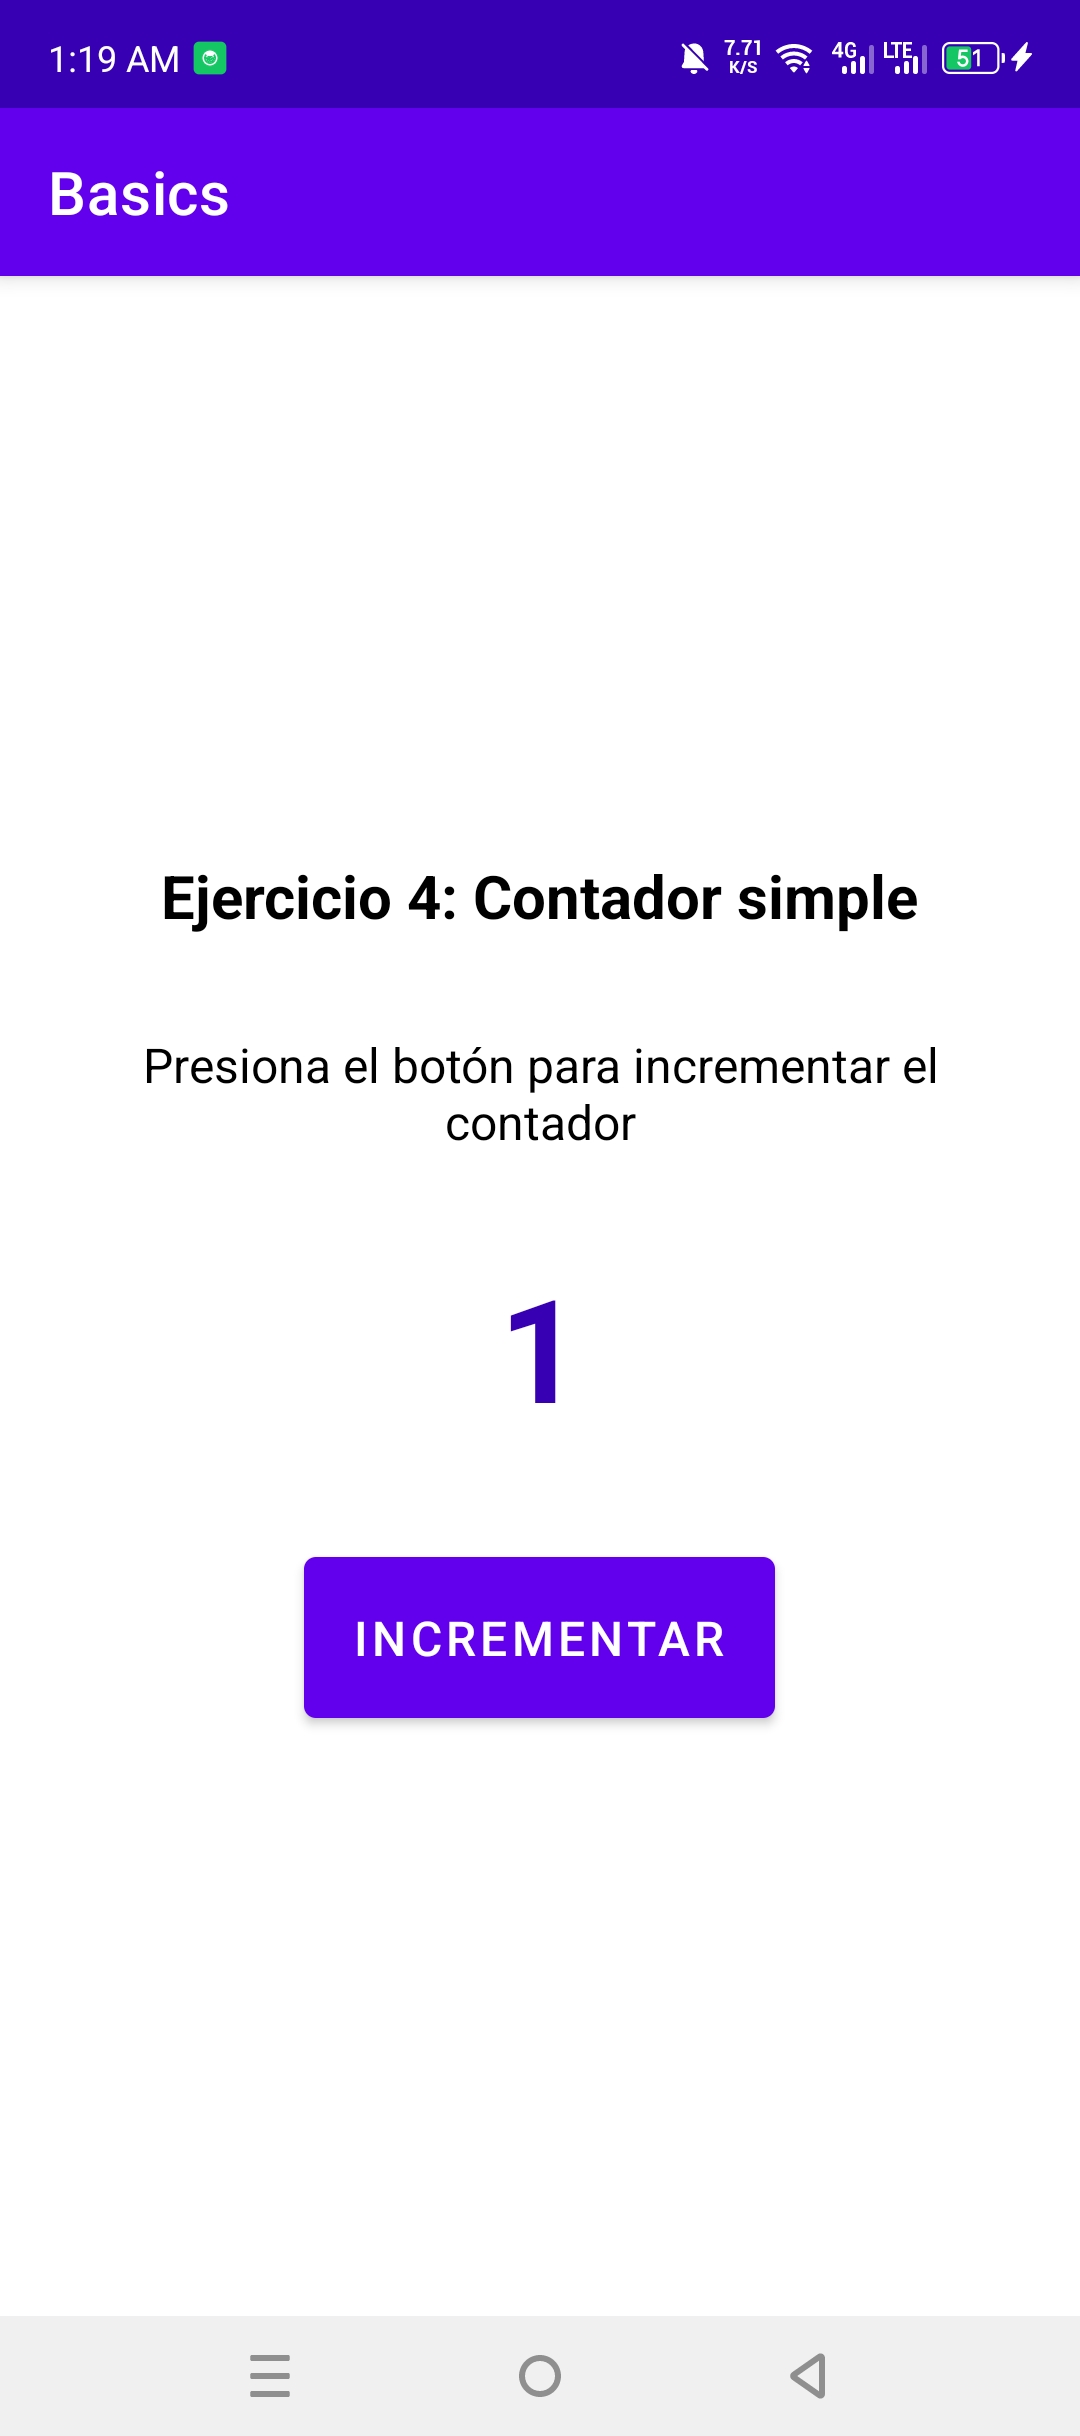 1:19 AM
7.71
K/S
4G
LTE
51
Basics
Ejercicio 4: Contador simple
Presiona el botón para incrementar el
contador
1
INCREMENTAR